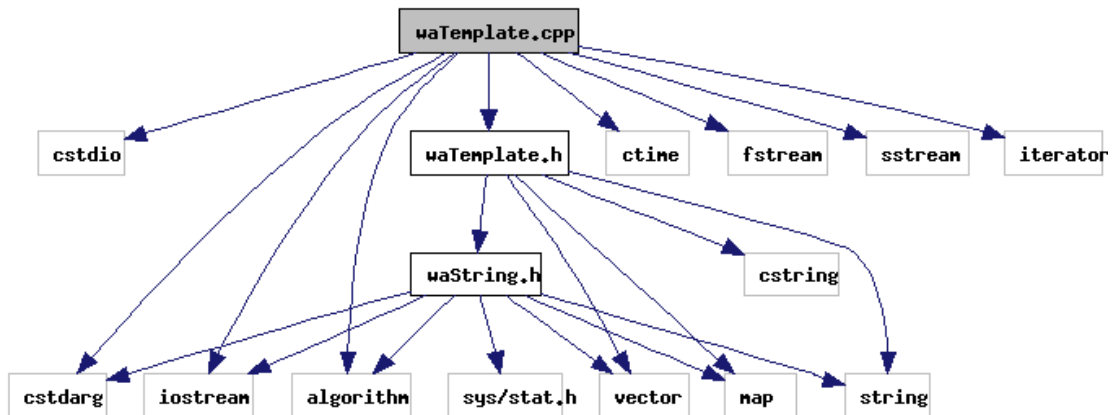 waTemplate.cpp
cstdio
waTemplate.h
ctime
fstream
sstream
iterator
waString.h
cstring
cstdarg
iostream
algorithm
sys/stat.h
vector
map
string